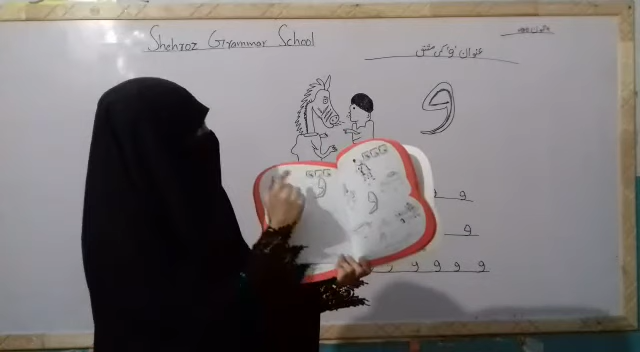 Shehroz Grammar School
عنوان: 'و' کی مشق
و
و
و
و و و و و